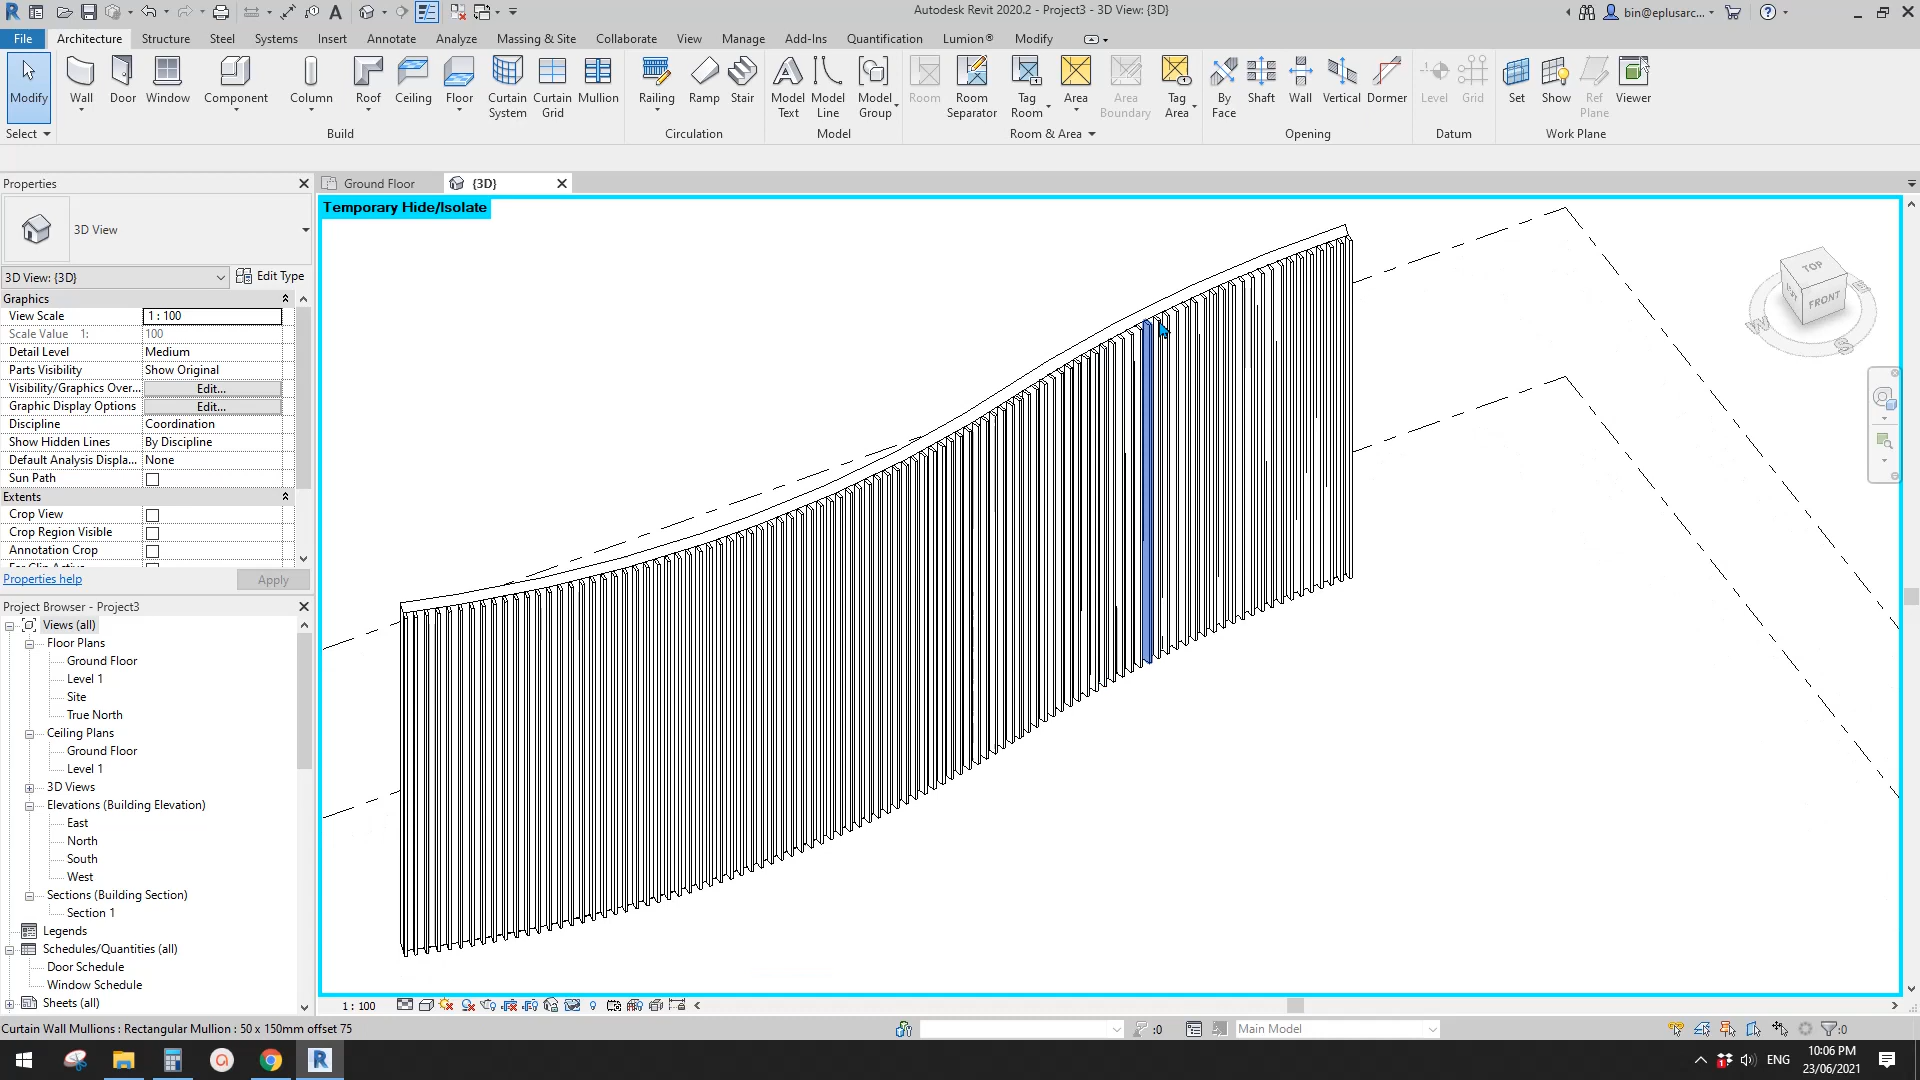 Autodesk Revit 2020.2 - Project3 - 3D View: {3D}
bin@eplusarc...
File Architecture Structure Steel Systems Insert Annotate Analyze Massing & Site Collaborate View Manage Add-Ins Quantification Lumion® Modify
Modify Wall Door Window Component Column Roof Ceiling Floor Curtain System Curtain Grid Mullion Railing Ramp Stair Model Text Model Line Model Group Room Room Separator Tag Room Area Area Boundary Tag Area By Face Shaft Wall Vertical Dormer Level Grid Set Show Ref Plane Viewer
Select Build Circulation Model Room & Area Opening Datum Work Plane
Properties
Ground Floor
{3D}
Temporary Hide/Isolate
3D View
3D View: {3D}
Edit Type
Graphics
View Scale 1 : 100
Scale Value 1: 100
Detail Level Medium
Parts Visibility Show Original
Visibility/Graphics Over... Edit...
Graphic Display Options Edit...
Discipline Coordination
Show Hidden Lines By Discipline
Default Analysis Displa... None
Sun Path
Extents
Crop View
Crop Region Visible
Annotation Crop
Properties help
Apply
TOP
FRONT
W
S
Project Browser - Project3
Views (all)
Floor Plans
Ground Floor
Level 1
Site
True North
Ceiling Plans
Ground Floor
Level 1
3D Views
Elevations (Building Elevation)
East
North
South
West
Sections (Building Section)
Section 1
Legends
Schedules/Quantities (all)
Door Schedule
Window Schedule
Sheets (all)
1 : 100
Curtain Wall Mullions : Rectangular Mullion : 50 x 150mm offset 75
:0
Main Model
:0
ENG
10:06 PM
23/06/2021